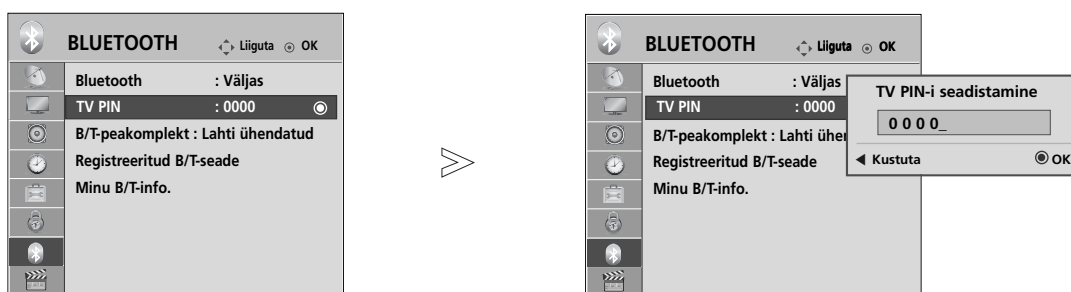 BLUETOOTH Liiguta OK
Bluetooth : Väljas
TV PIN : 0000
B/T-peakomplekt : Lahti ühendatud
Registreeritud B/T-seade
Minu B/T-info.
BLUETOOTH Liiguta OK
Bluetooth : Väljas
TV PIN : 0000
B/T-peakomplekt : Lahti ühe
Registreeritud B/T-seade
Minu B/T-info.
TV PIN-i seadistamine
0 0 0 0_
◀ Kustuta ◉ OK